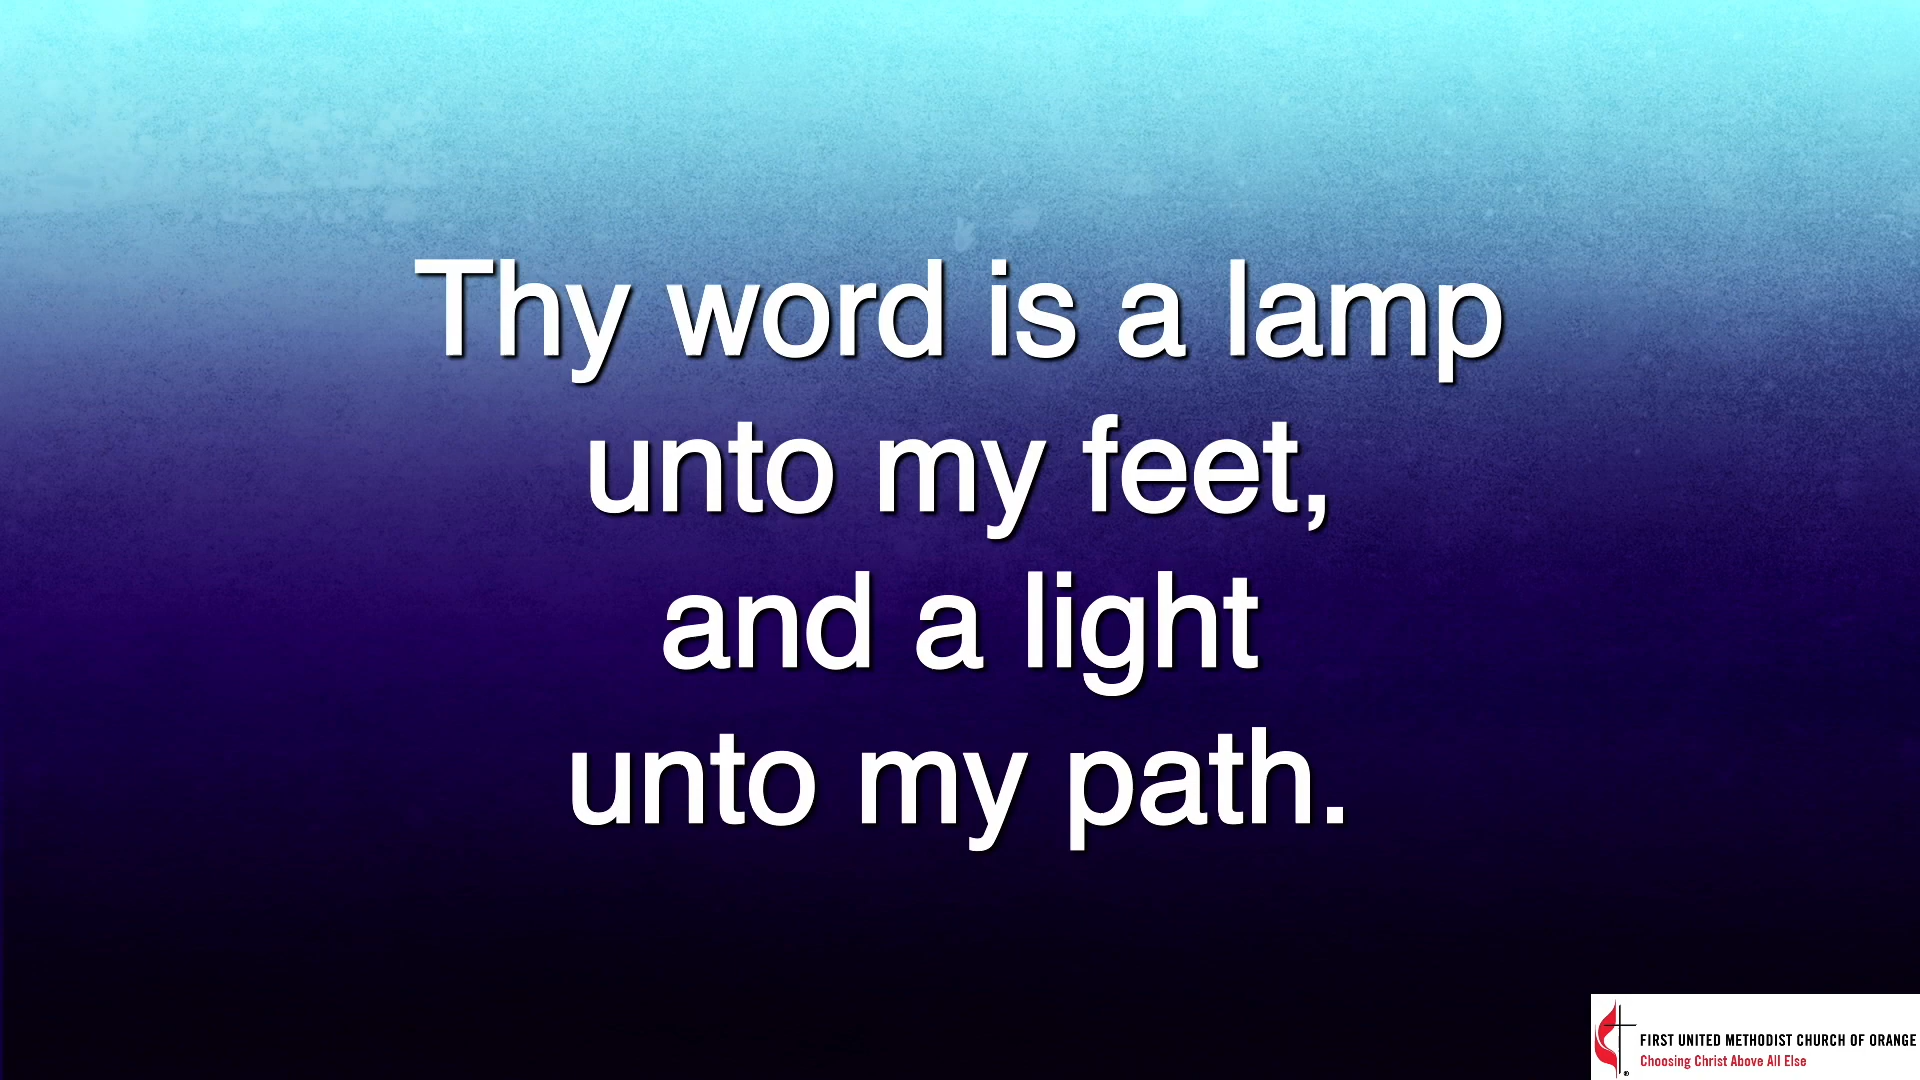 Thy word is a lamp
unto my feet,
and a light
unto my path.
FIRST UNITED METHODIST CHURCH OF ORANGE
Choosing Christ Above All Else